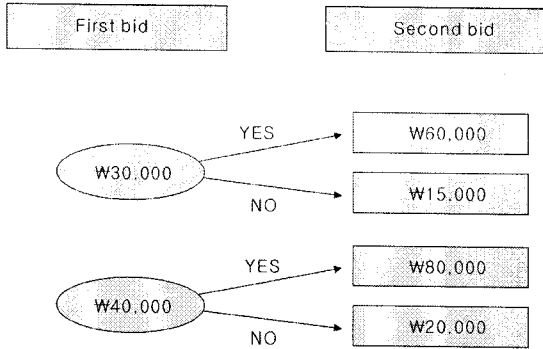 First bid
Second bid
YES
₩60,000
₩30,000
₩15,000
NO
YES
₩80,000
₩40,000
₩20,000
NO